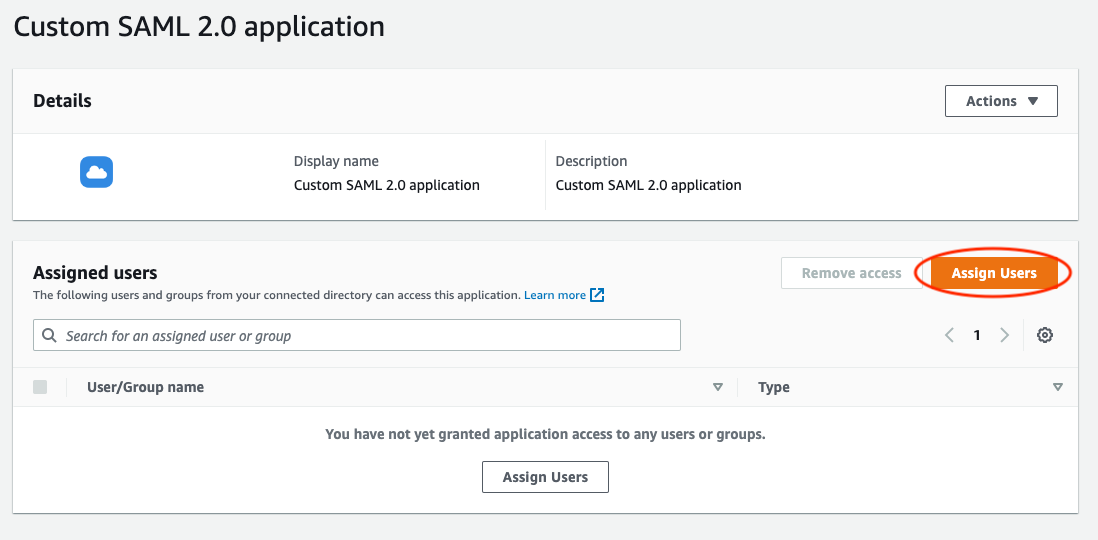 Custom SAML 2.0 application
Details
Actions
Display name
Custom SAML 2.0 application
Description
Custom SAML 2.0 application
Assigned users
The following users and groups from your connected directory can access this application. Learn more
Remove access
Assign Users
Search for an assigned user or group
1
User/Group name
Type
You have not yet granted application access to any users or groups.
Assign Users